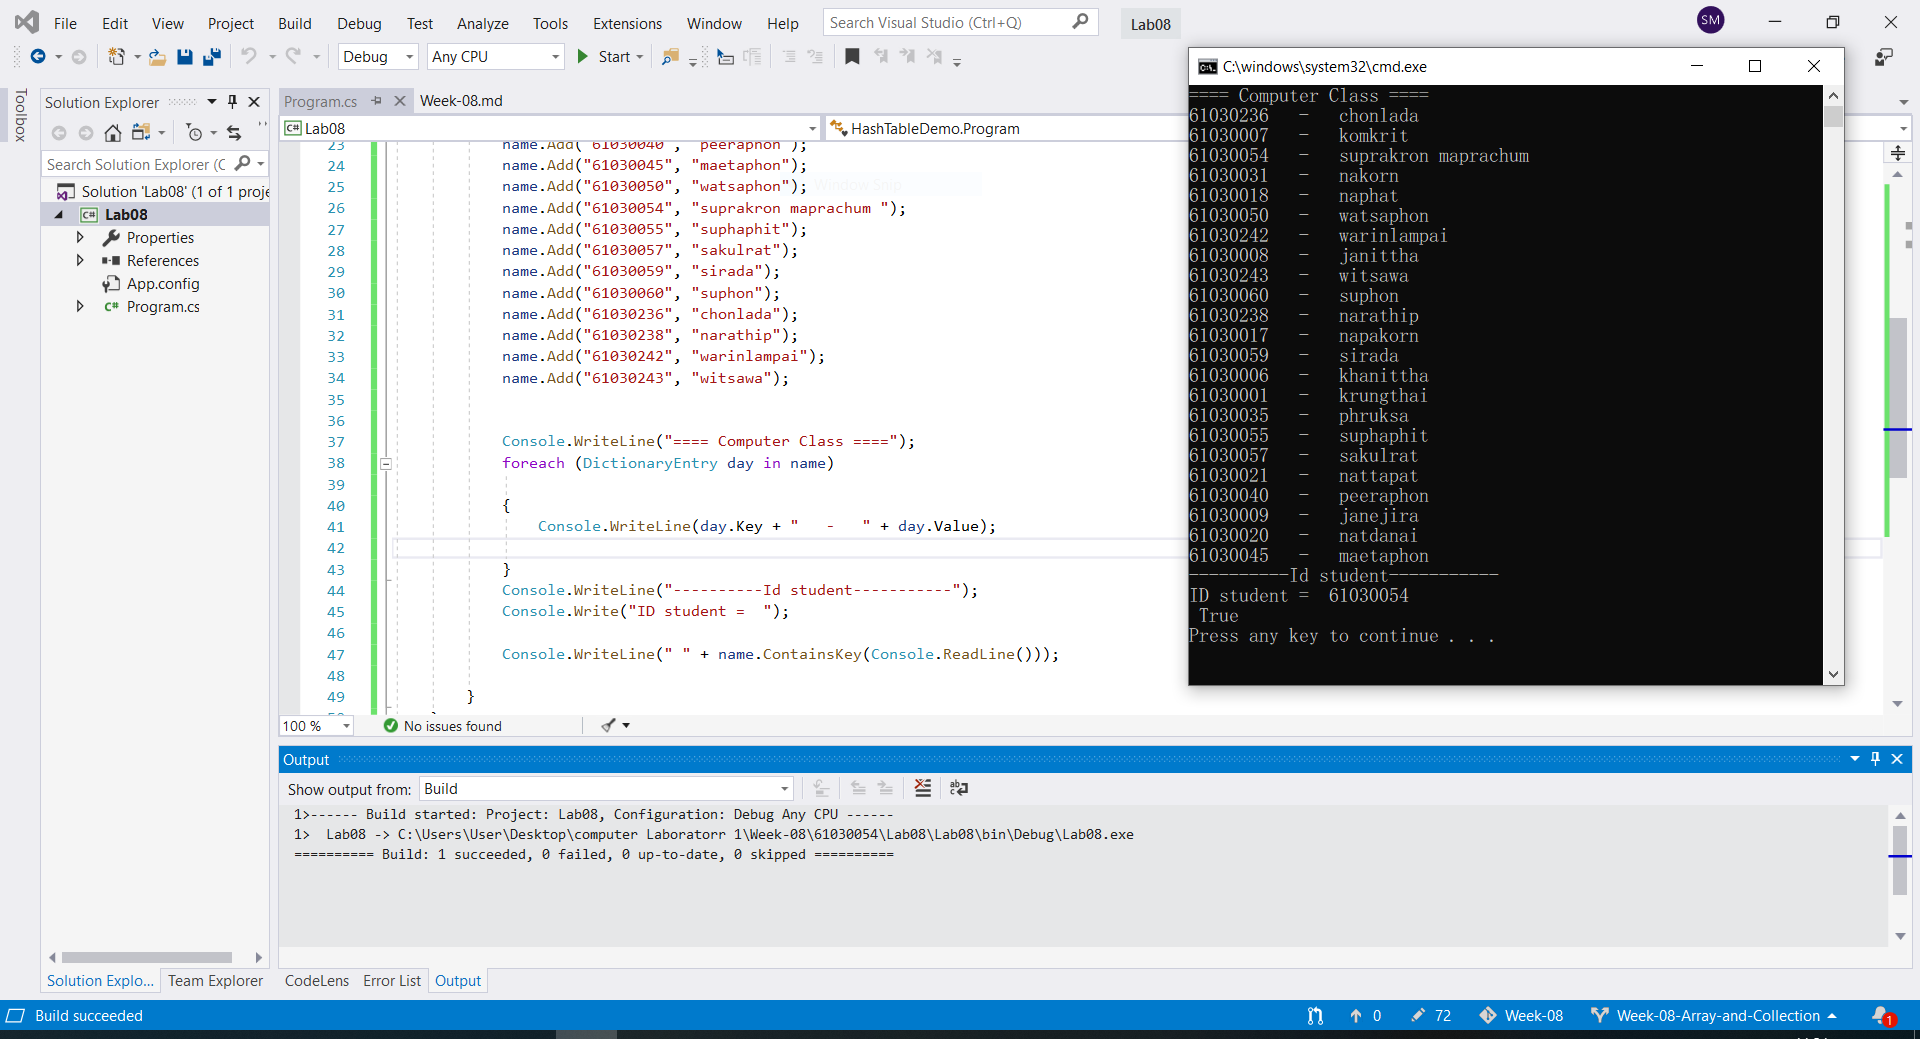 File Edit View Project Build Debug Test Analyze Tools Extensions Window Help Search Visual Studio (Ctrl+Q) Lab08 SM
Debug Any CPU Start
Toolbox
Solution Explorer
Search Solution Explorer (C
Solution 'Lab08' (1 of 1 proje
C# Lab08
Properties
References
App.config
C# Program.cs
Solution Explo... Team Explorer
Program.cs Week-08.md
C# Lab08 HashTableDemo.Program
23 name.Add("61030040", "peeraphon");
24 name.Add("61030045", "maetaphon");
25 name.Add("61030050", "watsaphon");
26 name.Add("61030054", "suprakron maprachum ");
27 name.Add("61030055", "suphaphit");
28 name.Add("61030057", "sakulrat");
29 name.Add("61030059", "sirada");
30 name.Add("61030060", "suphon");
31 name.Add("61030236", "chonlada");
32 name.Add("61030238", "narathip");
33 name.Add("61030242", "warinlampai");
34 name.Add("61030243", "witsawa");
35
36
37 Console.WriteLine("==== Computer Class ====");
38 foreach (DictionaryEntry day in name)
39
40 {
41 Console.WriteLine(day.Key + "   -   " + day.Value);
42
43 }
44 Console.WriteLine("----------Id student-----------");
45 Console.Write("ID student =  ");
46
47 Console.WriteLine(" " + name.ContainsKey(Console.ReadLine()));
48
49 }
100 % No issues found
C:\windows\system32\cmd.exe
==== Computer Class ====
61030236   -   chonlada
61030007   -   komkrit
61030054   -   suprakron maprachum
61030031   -   nakorn
61030018   -   naphat
61030050   -   watsaphon
61030242   -   warinlampai
61030008   -   janittha
61030243   -   witsawa
61030060   -   suphon
61030238   -   narathip
61030017   -   napakorn
61030059   -   sirada
61030006   -   khanittha
61030001   -   krungthai
61030035   -   phruksa
61030055   -   suphaphit
61030057   -   sakulrat
61030021   -   nattapat
61030040   -   peeraphon
61030009   -   janejira
61030020   -   natdanai
61030045   -   maetaphon
----------Id student-----------
ID student =  61030054
 True
Press any key to continue . . .
Output
Show output from: Build
1>------ Build started: Project: Lab08, Configuration: Debug Any CPU ------
1>  Lab08 -> C:\Users\User\Desktop\computer Laboratorr 1\Week-08\61030054\Lab08\Lab08\bin\Debug\Lab08.exe
========== Build: 1 succeeded, 0 failed, 0 up-to-date, 0 skipped ==========
CodeLens Error List Output
Build succeeded 0 72 Week-08 Week-08-Array-and-Collection 1